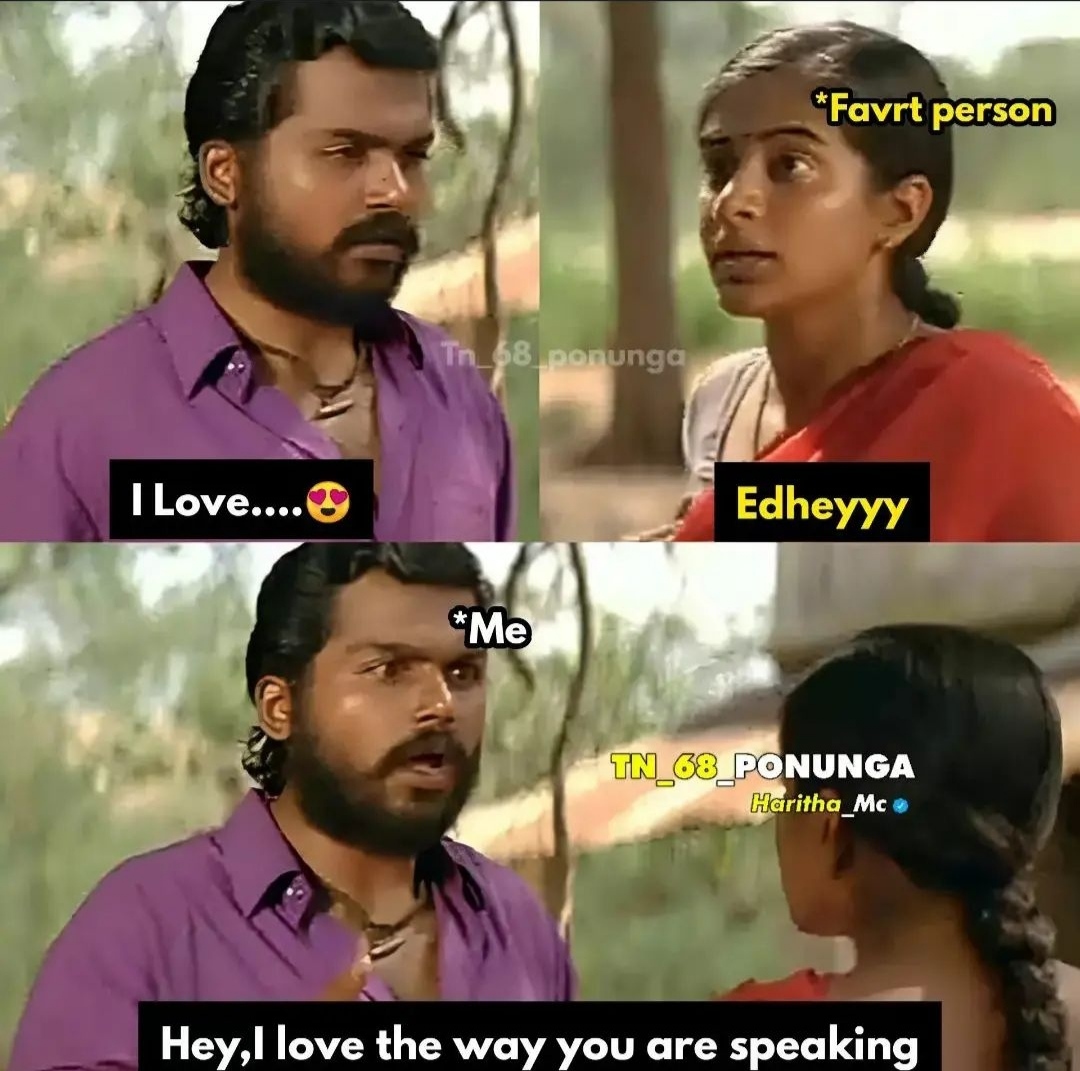 *Favrt person
Tn_68_ponunga
I Love....😍
Edheyyy
*Me
TN_68_PONUNGA
Haritha_Mc
Hey,I love the way you are speaking